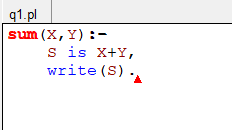 q1.pl
sum(X,Y):-
S is X+Y,
write(S).